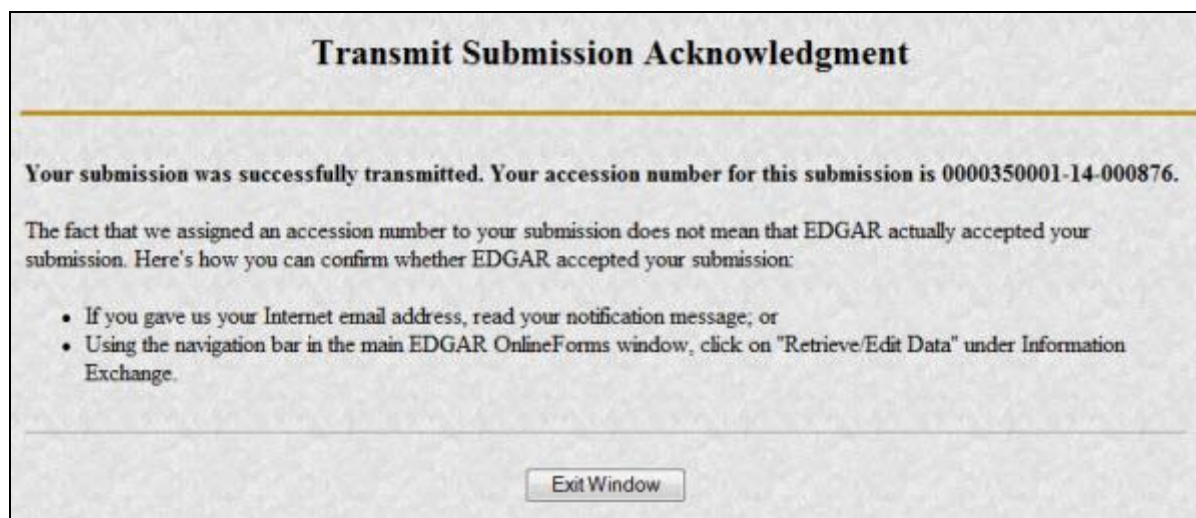 Transmit Submission Acknowledgment
Your submission was successfully transmitted. Your accession number for this submission is 0000350001-14-000876.
The fact that we assigned an accession number to your submission does not mean that EDGAR actually accepted your
submission. Here's how you can confirm whether EDGAR accepted your submission:
• If you gave us your Internet email address, read your notification message; or
• Using the navigation bar in the main EDGAR OnlineForms window, click on "Retrieve/Edit Data" under Information
Exchange.
Exit Window